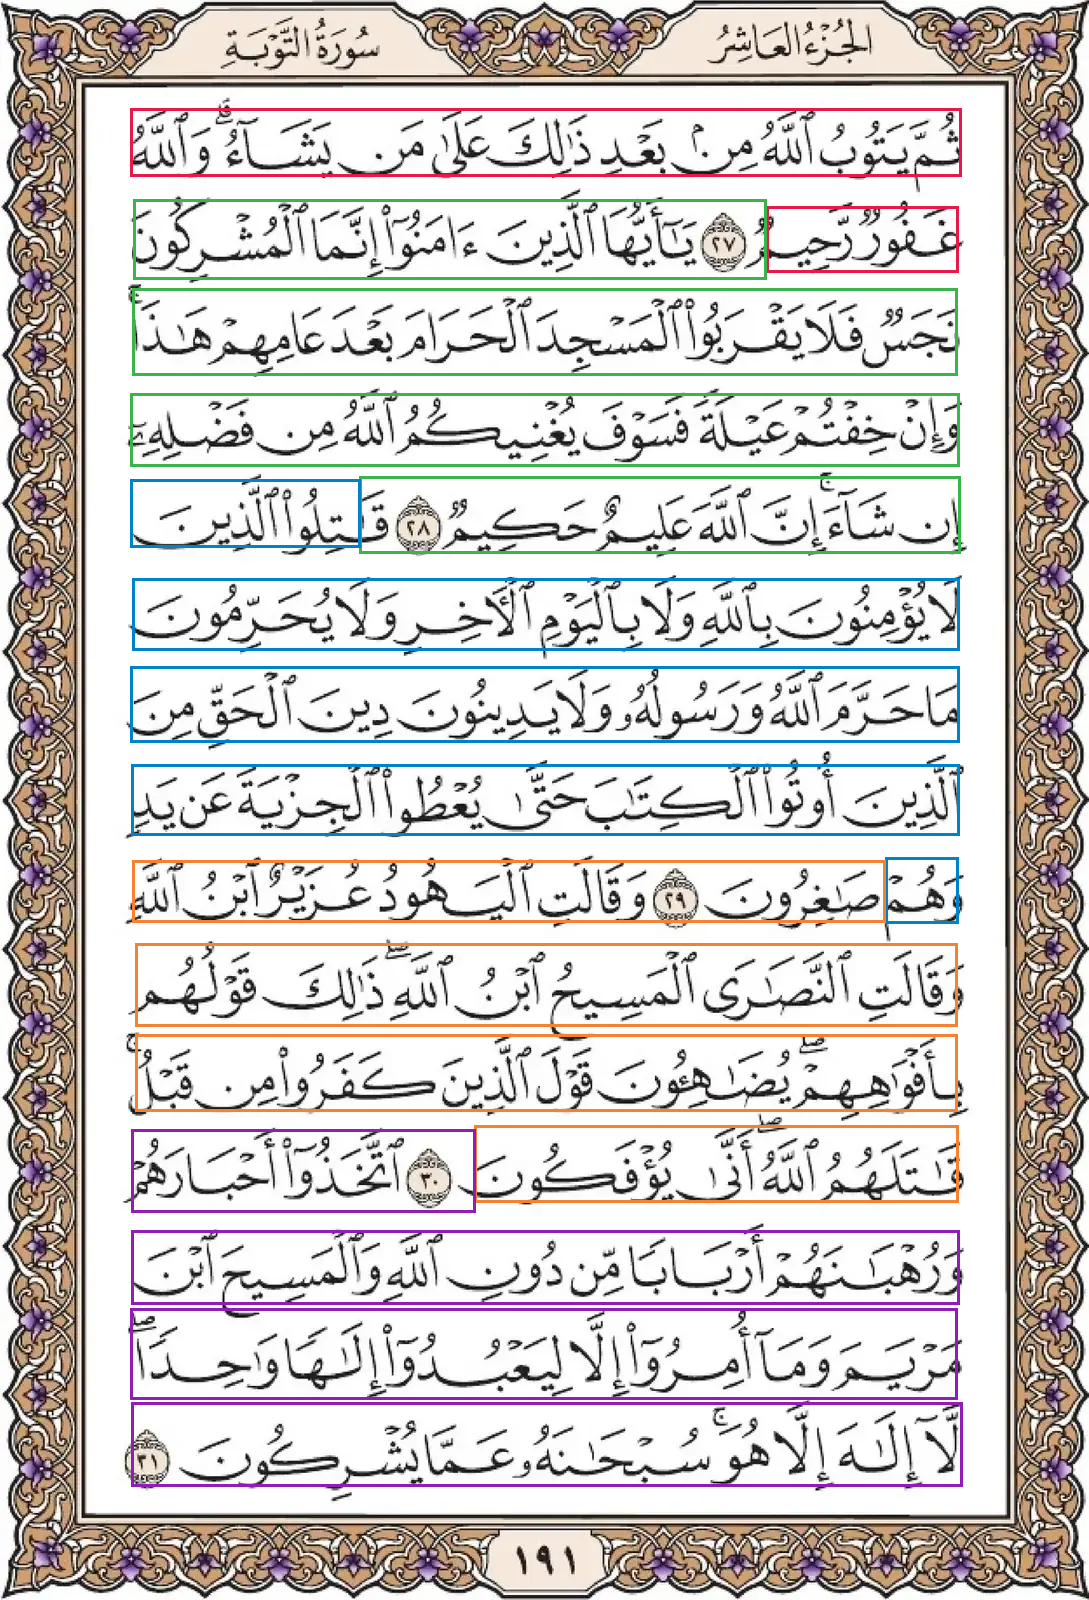 الجُزْءُ العَاشِرُ
سُورَةُ التَّوْبَةِ
ثُمَّ يَتُوبُ ٱللَّهُ مِنۢ بَعْدِ ذَٰلِكَ عَلَىٰ مَن يَشَآءُۗ وَٱللَّهُ
غَفُورٌ رَّحِيمٌ ٢٧ يَـٰٓأَيُّهَا ٱلَّذِينَ ءَامَنُوٓا۟ إِنَّمَا ٱلْمُشْرِكُونَ
نَجَسٌ فَلَا يَقْرَبُوا۟ ٱلْمَسْجِدَ ٱلْحَرَامَ بَعْدَ عَامِهِمْ هَـٰذَاۚ
وَإِنْ خِفْتُمْ عَيْلَةً فَسَوْفَ يُغْنِيكُمُ ٱللَّهُ مِن فَضْلِهِۦٓ
إِن شَآءَۚ إِنَّ ٱللَّهَ عَلِيمٌ حَكِيمٌ ٢٨ قَـٰتِلُوا۟ ٱلَّذِينَ
لَا يُؤْمِنُونَ بِٱللَّهِ وَلَا بِٱلْيَوْمِ ٱلْـَٔاخِرِ وَلَا يُحَرِّمُونَ
مَا حَرَّمَ ٱللَّهُ وَرَسُولُهُۥ وَلَا يَدِينُونَ دِينَ ٱلْحَقِّ مِنَ
ٱلَّذِينَ أُوتُوا۟ ٱلْكِتَـٰبَ حَتَّىٰ يُعْطُوا۟ ٱلْجِزْيَةَ عَن يَدٍ
وَهُمْ صَـٰغِرُونَ ٢٩ وَقَالَتِ ٱلْيَهُودُ عُزَيْرٌ ٱبْنُ ٱللَّهِ
وَقَالَتِ ٱلنَّصَـٰرَى ٱلْمَسِيحُ ٱبْنُ ٱللَّهِۖ ذَٰلِكَ قَوْلُهُم
بِأَفْوَٰهِهِمْۖ يُضَـٰهِـُٔونَ قَوْلَ ٱلَّذِينَ كَفَرُوا۟ مِن قَبْلُۚ
قَـٰتَلَهُمُ ٱللَّهُۖ أَنَّىٰ يُؤْفَكُونَ ٣٠ ٱتَّخَذُوٓا۟ أَحْبَارَهُمْ
وَرُهْبَـٰنَهُمْ أَرْبَابًا مِّن دُونِ ٱللَّهِ وَٱلْمَسِيحَ ٱبْنَ
مَرْيَمَ وَمَآ أُمِرُوٓا۟ إِلَّا لِيَعْبُدُوٓا۟ إِلَـٰهًا وَٰحِدًاۖ
لَّآ إِلَـٰهَ إِلَّا هُوَۚ سُبْحَـٰنَهُۥ عَمَّا يُشْرِكُونَ ٣١
١٩١